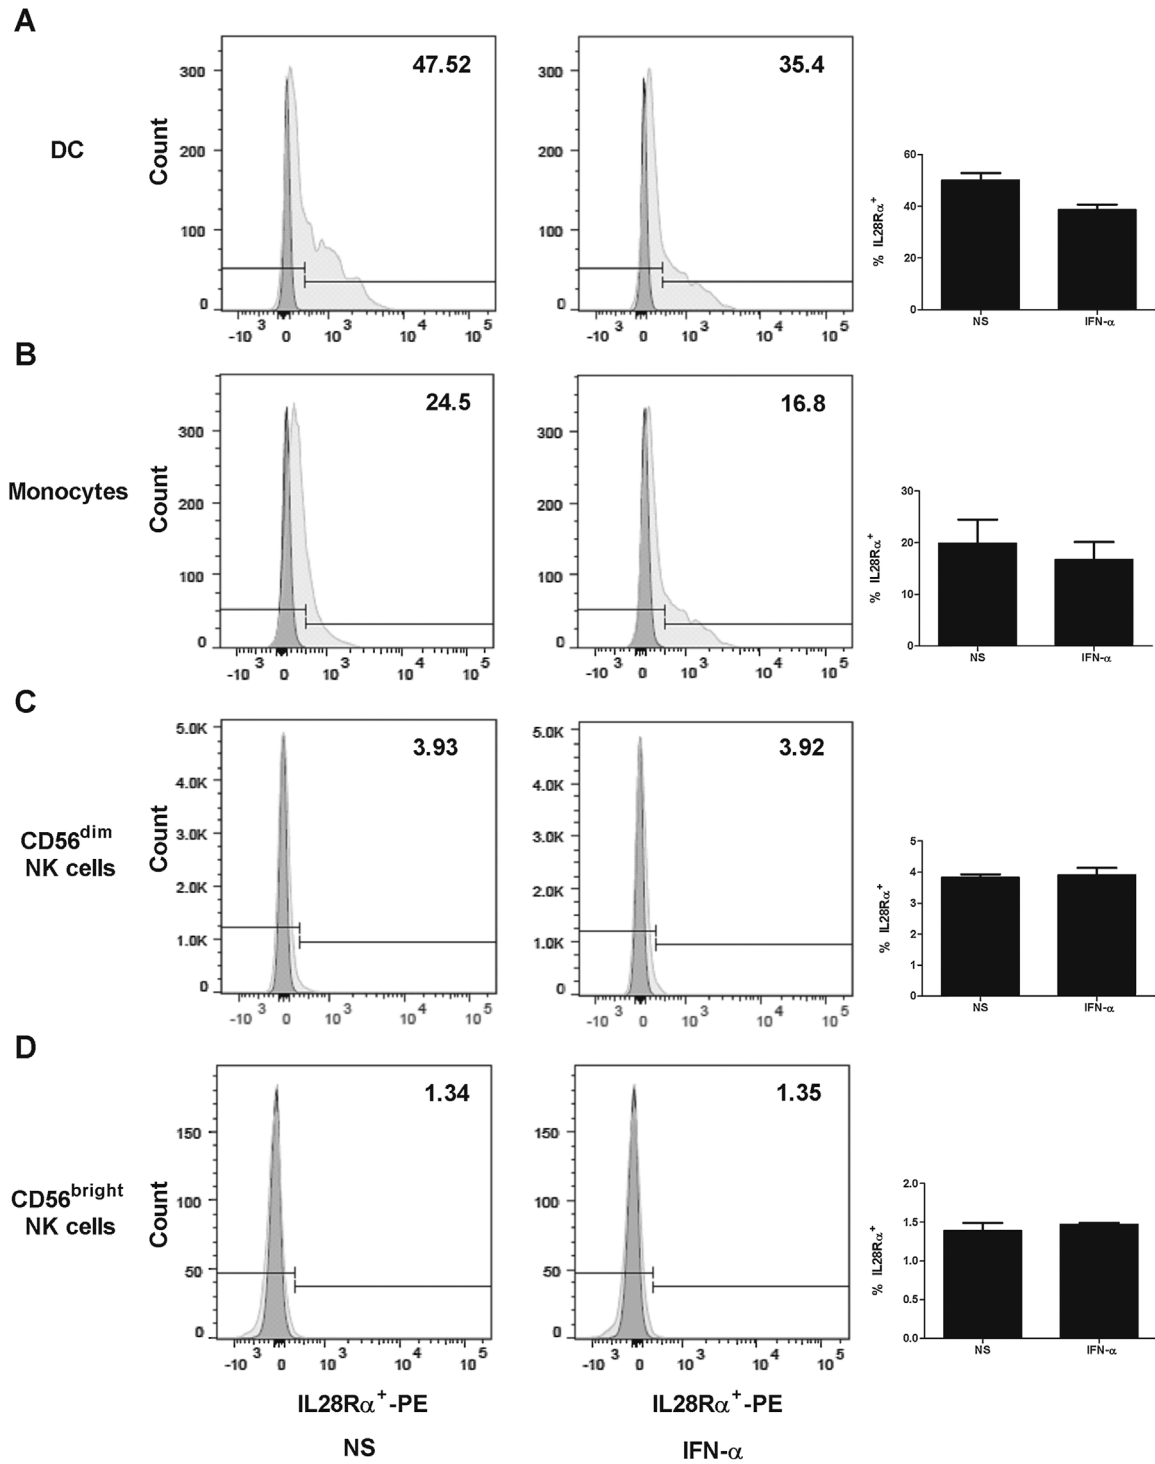 A
DC
Count
300
200
100
0
-10 3 0 10 3 10 4 10 5
47.52
300
200
100
0
-10 3 0 10 3 10 4 10 5
35.4
% IL28Rα+
60
40
20
0
NS IFN-α
B
Monocytes
Count
300
200
100
0
-10 3 0 10 3 10 4 10 5
24.5
300
200
100
0
-10 3 0 10 3 10 4 10 5
16.8
% IL28Rα+
30
20
10
0
NS IFN-α
C
CD56dim
NK cells
Count
5.0K
4.0K
3.0K
2.0K
1.0K
0
-10 3 0 10 3 10 4 10 5
3.93
5.0K
4.0K
3.0K
2.0K
1.0K
0
-10 3 0 10 3 10 4 10 5
3.92
% IL28Rα+
5
4
3
2
1
0
NS IFN-α
D
CD56bright
NK cells
Count
150
100
50
0
-10 3 0 10 3 10 4 10 5
1.34
150
100
50
0
-10 3 0 10 3 10 4 10 5
1.35
% IL28Rα+
2.0
1.5
1.0
0.5
0.0
NS IFN-α
IL28Rα+-PE IL28Rα+-PE
NS IFN-α